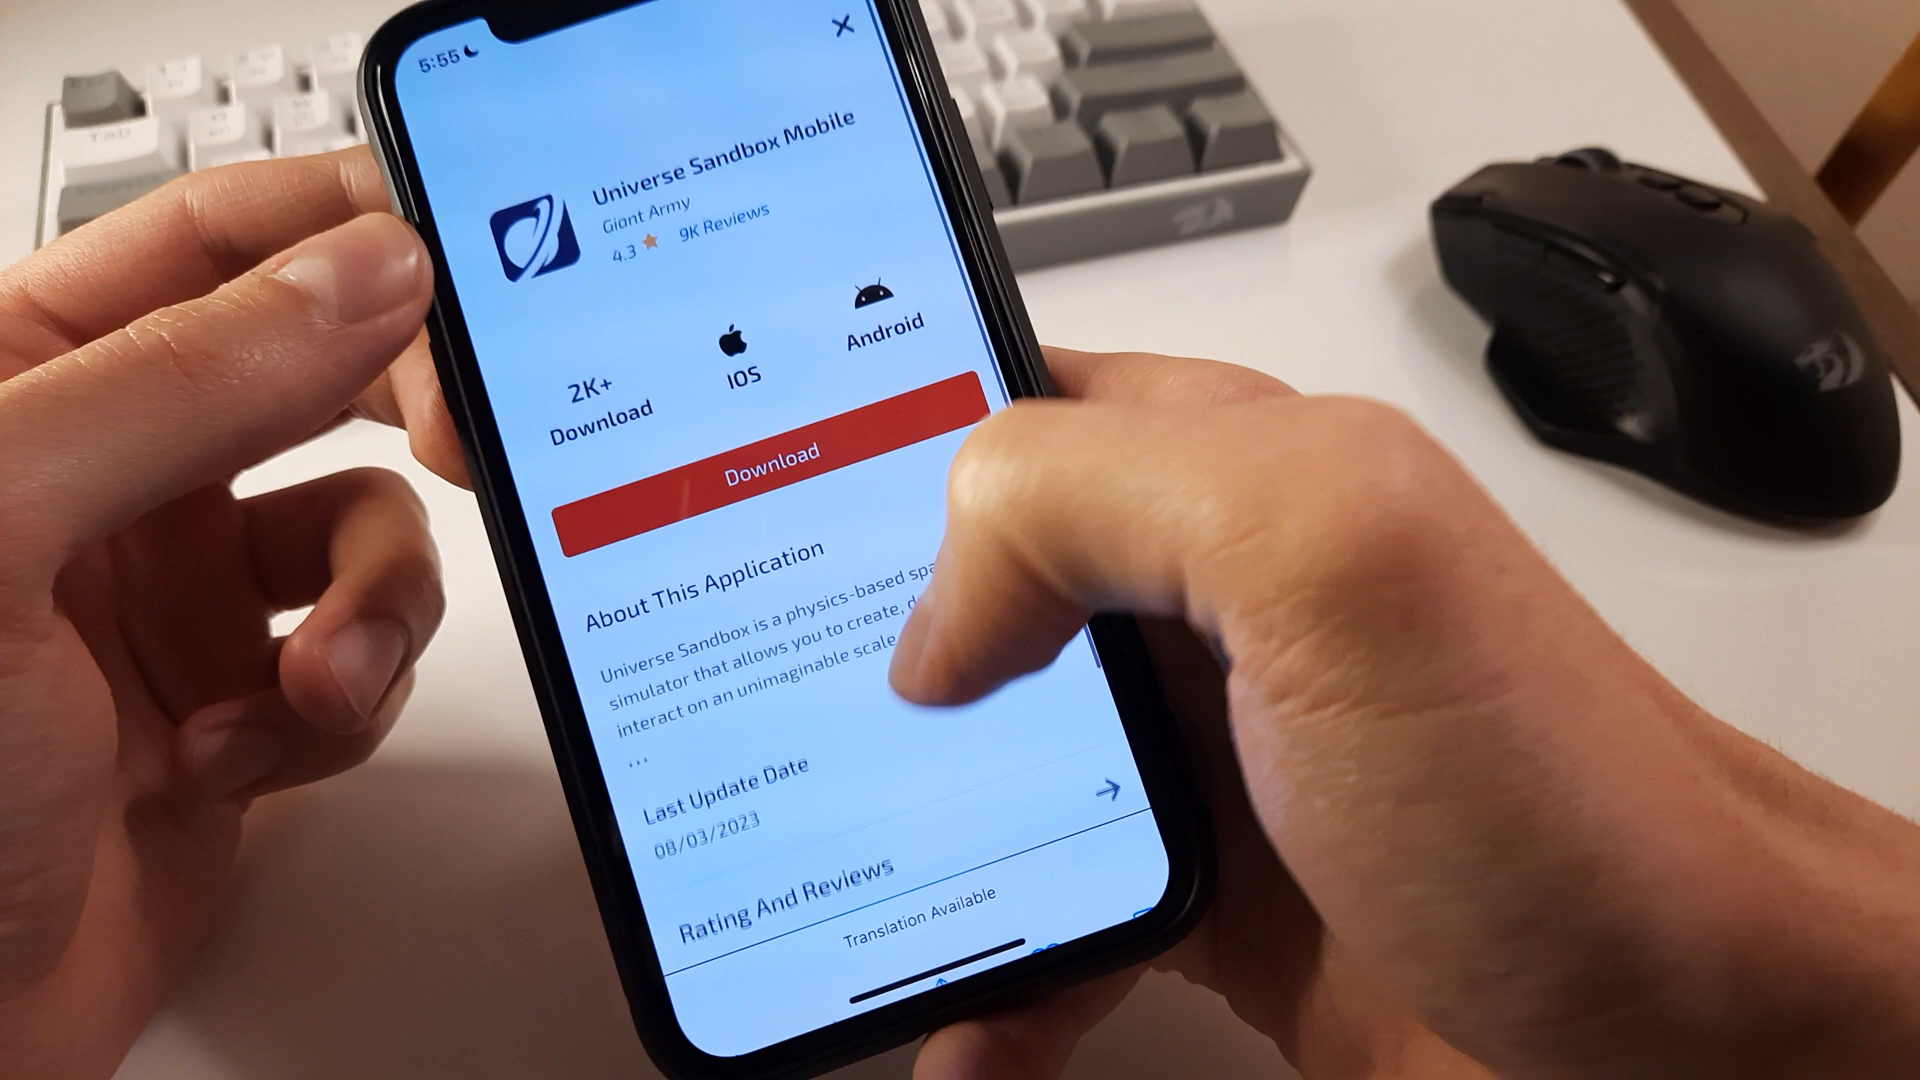 5:55
Universe Sandbox Mobile
Giant Army
4.3 9K Reviews
2K+
Download
IOS
Android
Download
About This Application
Universe Sandbox is a physics-based
simulator that allows you to create,
interact on an unimaginable scale
...
Last Update Date
08/03/2023
Rating And Reviews
Translation Available